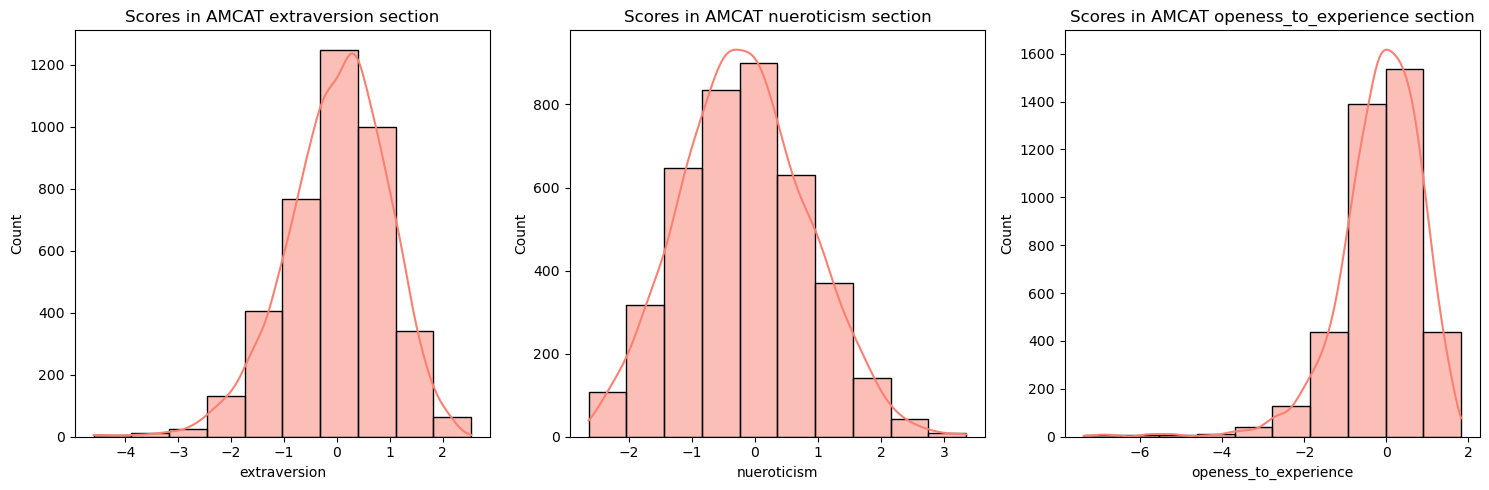 Scores in AMCAT extraversion section
1200
1000
800
600
400
200
0
Count
−4 −3 −2 −1 0 1 2
extraversion
Scores in AMCAT nueroticism section
800
600
400
200
0
Count
−2 −1 0 1 2 3
nueroticism
Scores in AMCAT openess_to_experience section
1600
1400
1200
1000
800
600
400
200
0
Count
−6 −4 −2 0 2
openess_to_experience